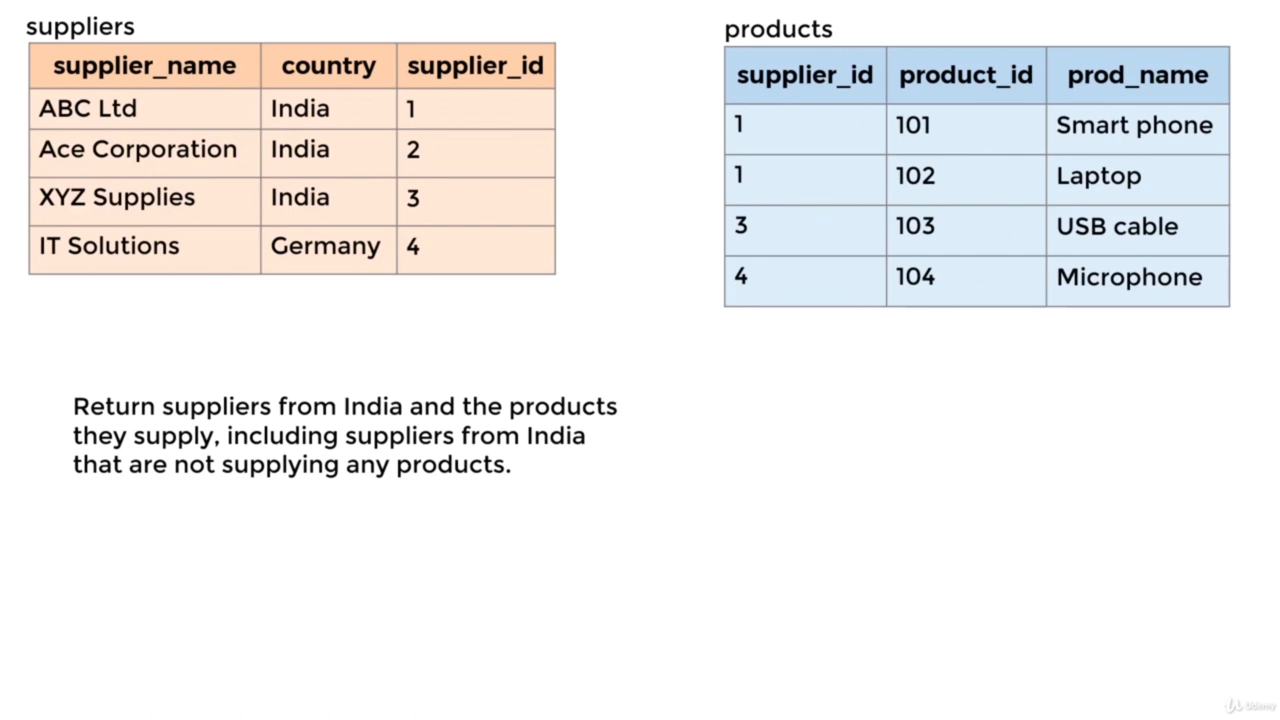 suppliers
supplier_name country supplier_id
ABC Ltd India 1
Ace Corporation India 2
XYZ Supplies India 3
IT Solutions Germany 4
products
supplier_id product_id prod_name
1 101 Smart phone
1 102 Laptop
3 103 USB cable
4 104 Microphone
Return suppliers from India and the products
they supply, including suppliers from India
that are not supplying any products.
Udemy